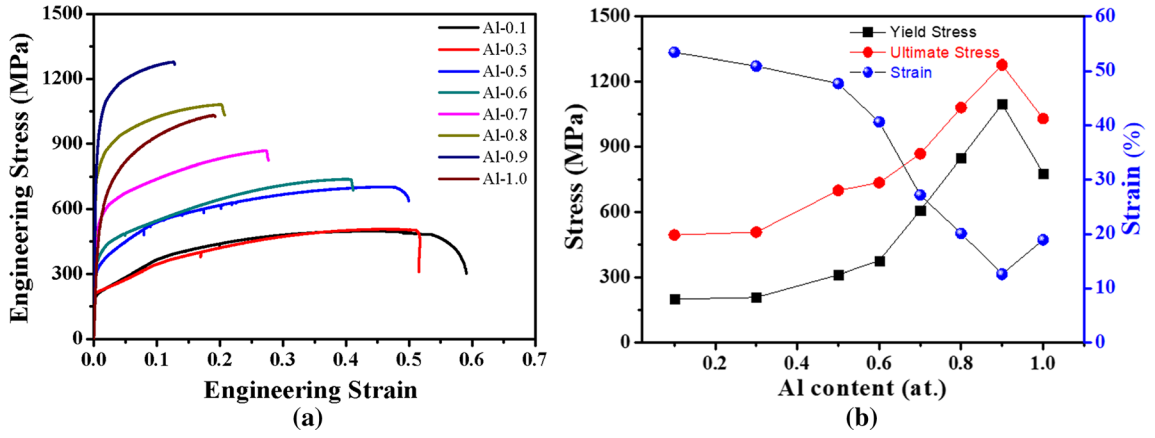 1500
1200
900
600
300
0
Engineering Stress (MPa)
Al-0.1
Al-0.3
Al-0.5
Al-0.6
Al-0.7
Al-0.8
Al-0.9
Al-1.0
0.0 0.1 0.2 0.3 0.4 0.5 0.6 0.7
Engineering Strain
(a)
1500
1200
900
600
300
0
Stress (MPa)
Yield Stress
Ultimate Stress
Strain
60
50
40
30
20
10
0
Strain (%)
0.2 0.4 0.6 0.8 1.0
Al content (at.)
(b)